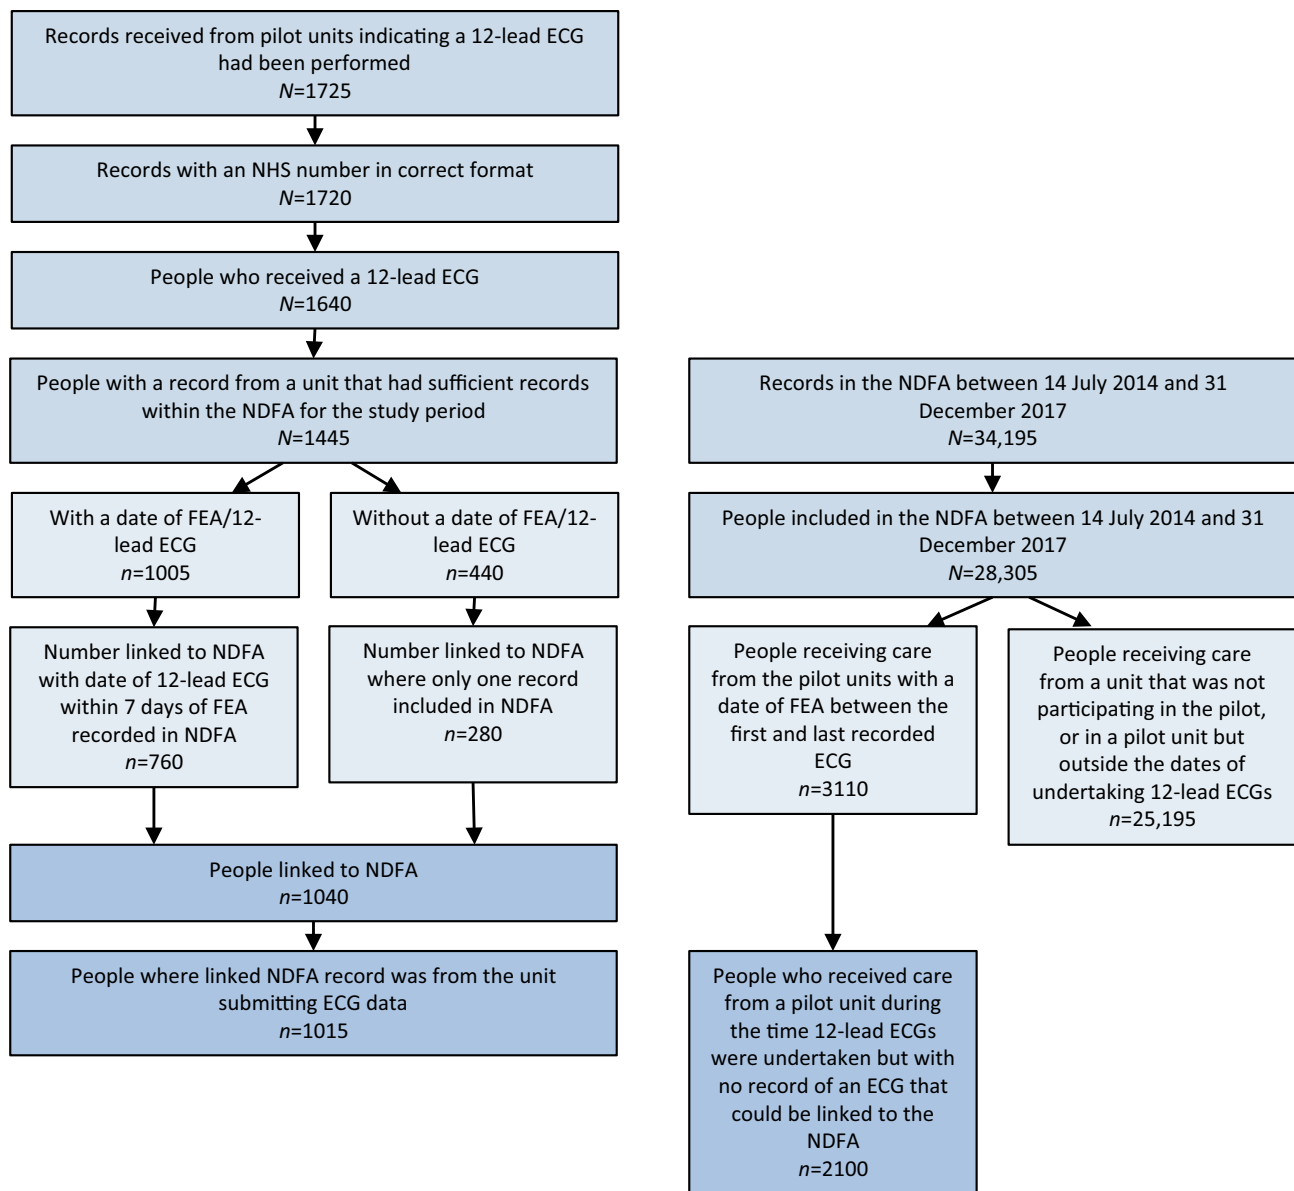 Records received from pilot units indicating a 12-lead ECG
had been performed
N=1725
Records with an NHS number in correct format
N=1720
People who received a 12-lead ECG
N=1640
People with a record from a unit that had sufficient records
within the NDFA for the study period
N=1445
With a date of FEA/12-
lead ECG
n=1005
Without a date of FEA/12-
lead ECG
n=440
Number linked to NDFA
with date of 12-lead ECG
within 7 days of FEA
recorded in NDFA
n=760
Number linked to NDFA
where only one record
included in NDFA
n=280
People linked to NDFA
n=1040
People where linked NDFA record was from the unit
submitting ECG data
n=1015
Records in the NDFA between 14 July 2014 and 31
December 2017
N=34,195
People included in the NDFA between 14 July 2014 and 31
December 2017
N=28,305
People receiving care
from the pilot units with a
date of FEA between the
first and last recorded
ECG
n=3110
People receiving care
from a unit that was not
participating in the pilot,
or in a pilot unit but
outside the dates of
undertaking 12-lead ECGs
n=25,195
People who received care
from a pilot unit during
the time 12-lead ECGs
were undertaken but with
no record of an ECG that
could be linked to the
NDFA
n=2100